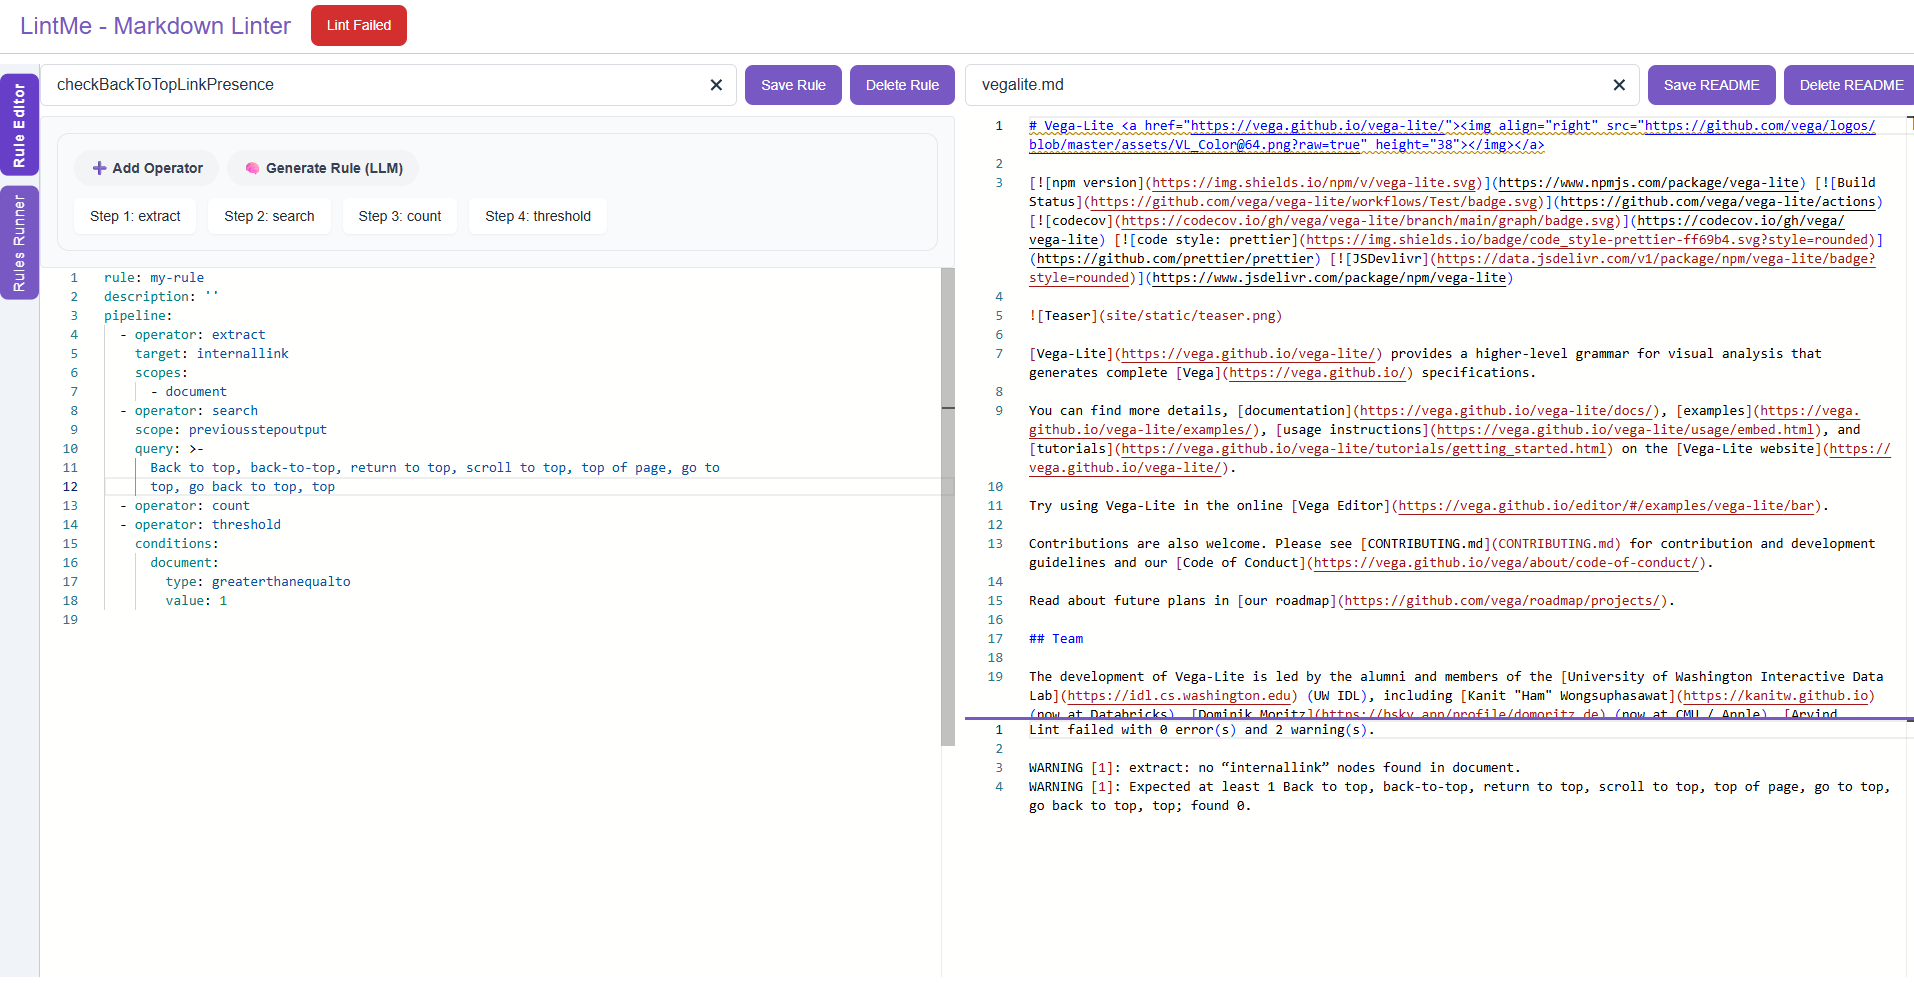 LintMe - Markdown Linter
Lint Failed
Rule Editor
Rules Runner
checkBackToTopLinkPresence
Save Rule
Delete Rule
Add Operator
Generate Rule (LLM)
Step 1: extract
Step 2: search
Step 3: count
Step 4: threshold
1 rule: my-rule
2 description: ''
3 pipeline:
4 - operator: extract
5 target: internallink
6 scopes:
7 - document
8 - operator: search
9 scope: previousstepoutput
10 query: >-
11 Back to top, back-to-top, return to top, scroll to top, top of page, go to
12 top, go back to top, top
13 - operator: count
14 - operator: threshold
15 conditions:
16 document:
17 type: greaterthanequalto
18 value: 1
19
vegalite.md
Save README
Delete README
1 # Vega-Lite <a href="https://vega.github.io/vega-lite/"><img align="right" src="https://github.com/vega/logos/
blob/master/assets/VL_Color@64.png?raw=true" height="38"></img></a>
2
3 [![npm version](https://img.shields.io/npm/v/vega-lite.svg)](https://www.npmjs.com/package/vega-lite) [![Build
Status](https://github.com/vega/vega-lite/workflows/Test/badge.svg)](https://github.com/vega/vega-lite/actions)
[![codecov](https://codecov.io/gh/vega/vega-lite/branch/main/graph/badge.svg)](https://codecov.io/gh/vega/
vega-lite) [![code style: prettier](https://img.shields.io/badge/code_style-prettier-ff69b4.svg?style=rounded)]
(https://github.com/prettier/prettier) [![JSDevlivr](https://data.jsdelivr.com/v1/package/npm/vega-lite/badge?
style=rounded)](https://www.jsdelivr.com/package/npm/vega-lite)
4
5 ![Teaser](site/static/teaser.png)
6
7 [Vega-Lite](https://vega.github.io/vega-lite/) provides a higher-level grammar for visual analysis that
generates complete [Vega](https://vega.github.io/) specifications.
8
9 You can find more details, [documentation](https://vega.github.io/vega-lite/docs/), [examples](https://vega.
github.io/vega-lite/examples/), [usage instructions](https://vega.github.io/vega-lite/usage/embed.html), and
[tutorials](https://vega.github.io/vega-lite/tutorials/getting_started.html) on the [Vega-Lite website](https://
vega.github.io/vega-lite/).
10
11 Try using Vega-Lite in the online [Vega Editor](https://vega.github.io/editor/#/examples/vega-lite/bar).
12
13 Contributions are also welcome. Please see [CONTRIBUTING.md](CONTRIBUTING.md) for contribution and development
guidelines and our [Code of Conduct](https://vega.github.io/vega/about/code-of-conduct/).
14
15 Read about future plans in [our roadmap](https://github.com/vega/roadmap/projects/).
16
17 ## Team
18
19 The development of Vega-Lite is led by the alumni and members of the [University of Washington Interactive Data
Lab](https://idl.cs.washington.edu) (UW IDL), including [Kanit "Ham" Wongsuphasawat](https://kanitw.github.io)
(now at Databricks), [Dominik Moritz](https://bsky.app/profile/domoritz.de) (now at CMU / Apple), [Arvind
1 Lint failed with 0 error(s) and 2 warning(s).
2
3 WARNING [1]: extract: no “internallink” nodes found in document.
4 WARNING [1]: Expected at least 1 Back to top, back-to-top, return to top, scroll to top, top of page, go to top,
go back to top, top; found 0.